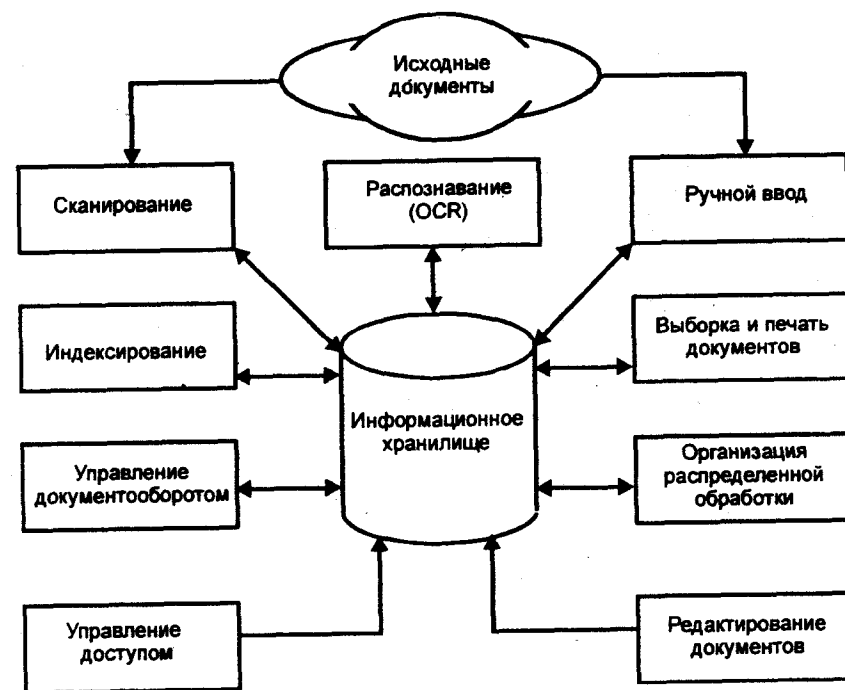 Исходные
документы
Сканирование
Распознавание
(OCR)
Ручной ввод
Индексирование
Выборка и печать
документов
Информационное
хранилище
Управление
документооборотом
Организация
распределенной
обработки
Управление
доступом
Редактирование
документов